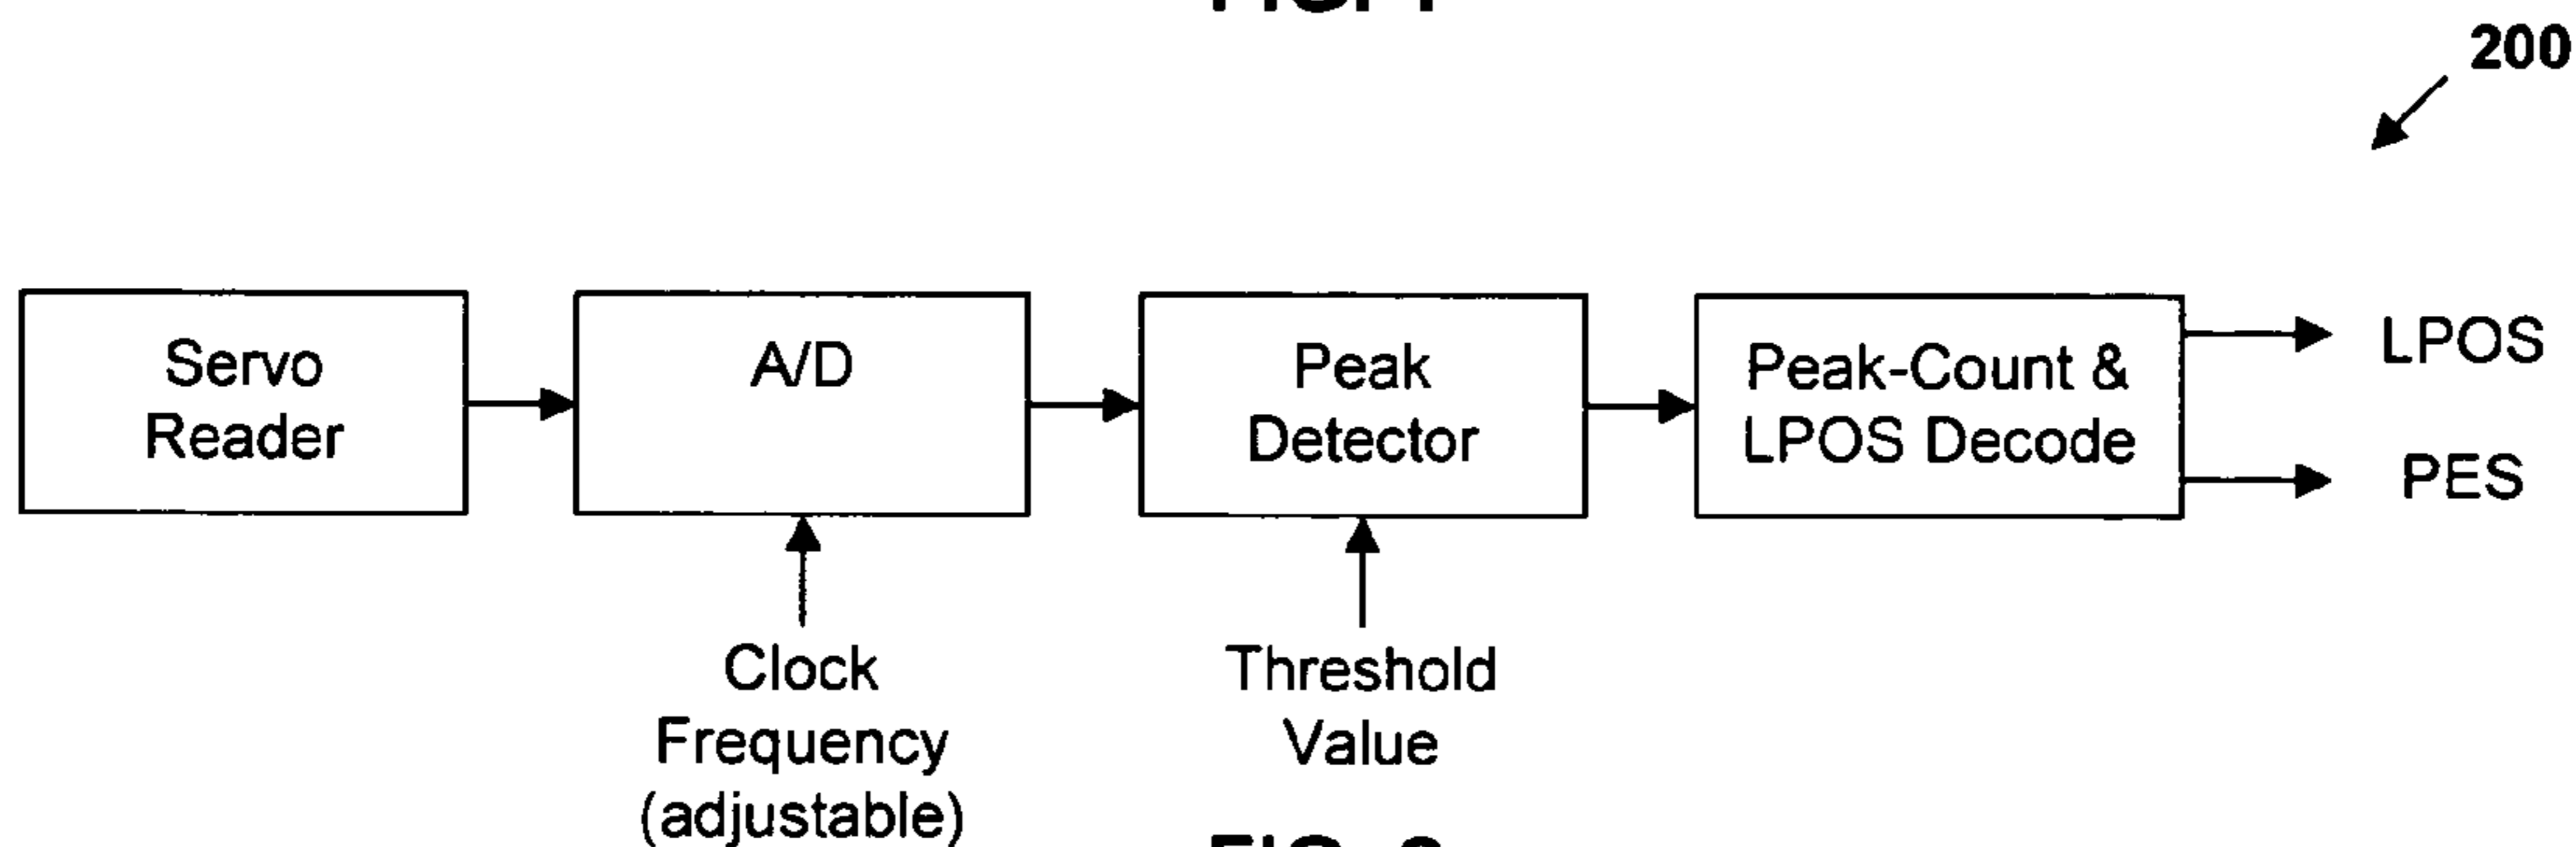 200
Servo
Reader
A/D
Peak
Detector
Peak-Count &
LPOS Decode
LPOS
PES
Clock
Frequency
(adjustable)
Threshold
Value